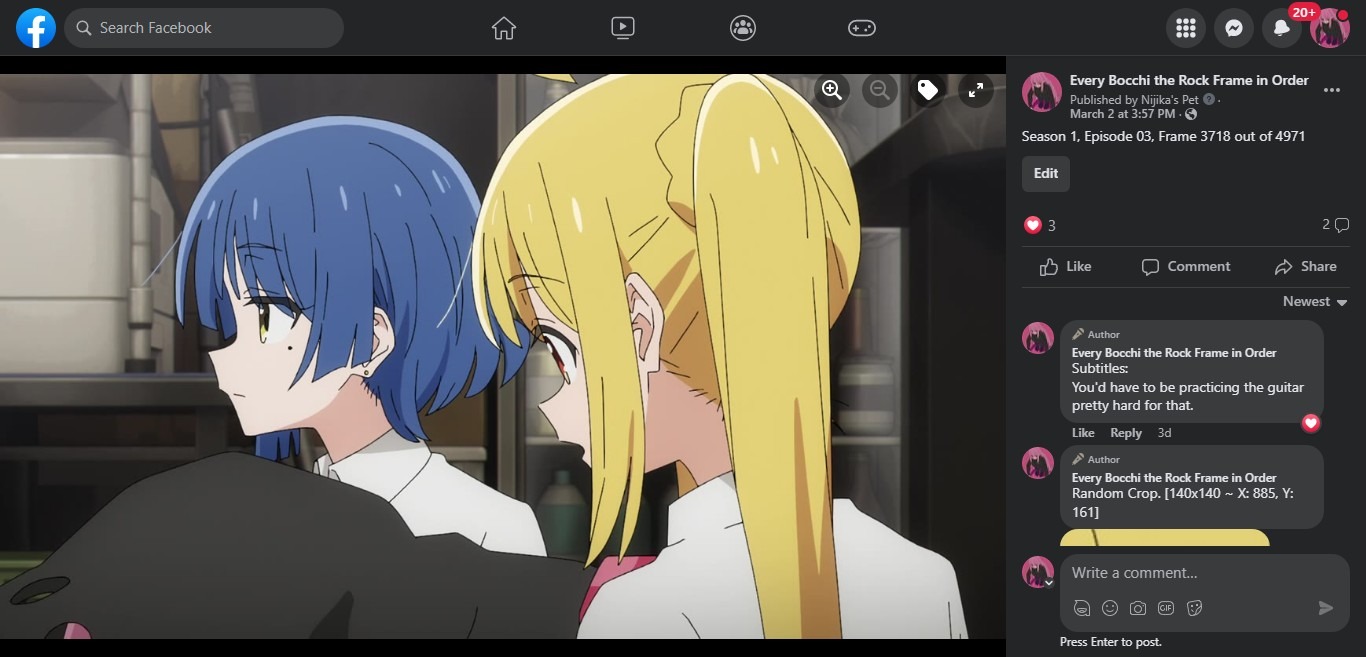 Search Facebook
20+
Every Bocchi the Rock Frame in Order
Published by Nijika's Pet
March 2 at 3:57 PM ·
Season 1, Episode 03, Frame 3718 out of 4971
Edit
3
2
Like
Comment
Share
Newest
Author
Every Bocchi the Rock Frame in Order
Subtitles:
You'd have to be practicing the guitar
pretty hard for that.
Like Reply 3d
Author
Every Bocchi the Rock Frame in Order
Random Crop. [140x140 ~ X: 885, Y:
161]
Write a comment...
GIF
Press Enter to post.